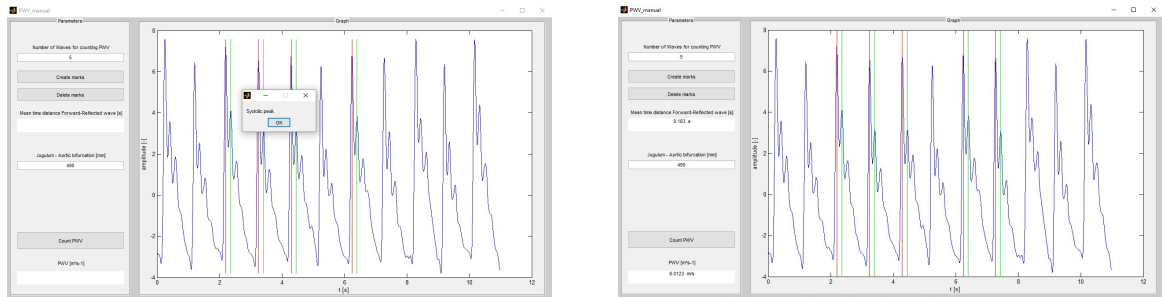 PWV_manual
Parameters
Number of Waves for counting PWV
5
Create marks
Delete marks
Mean time distance Forward-Reflected wave [s]
Jugulum - Aortic bifurcation [mm]
490
Count PWV
PWV [m*s-1]
Graph
8
6
4
2
0
-2
-4
amplitude [-]
0 2 4 6 8 10 12
t [s]
Systolic peak
OK
PWV_manual
Parameters
Number of Waves for counting PWV
5
Create marks
Delete marks
Mean time distance Forward-Reflected wave [s]
0.163 s
Jugulum - Aortic bifurcation [mm]
490
Count PWV
PWV [m*s-1]
6.0123 m/s
Graph
8
6
4
2
0
-2
-4
amplitude [-]
0 2 4 6 8 10 12
t [s]